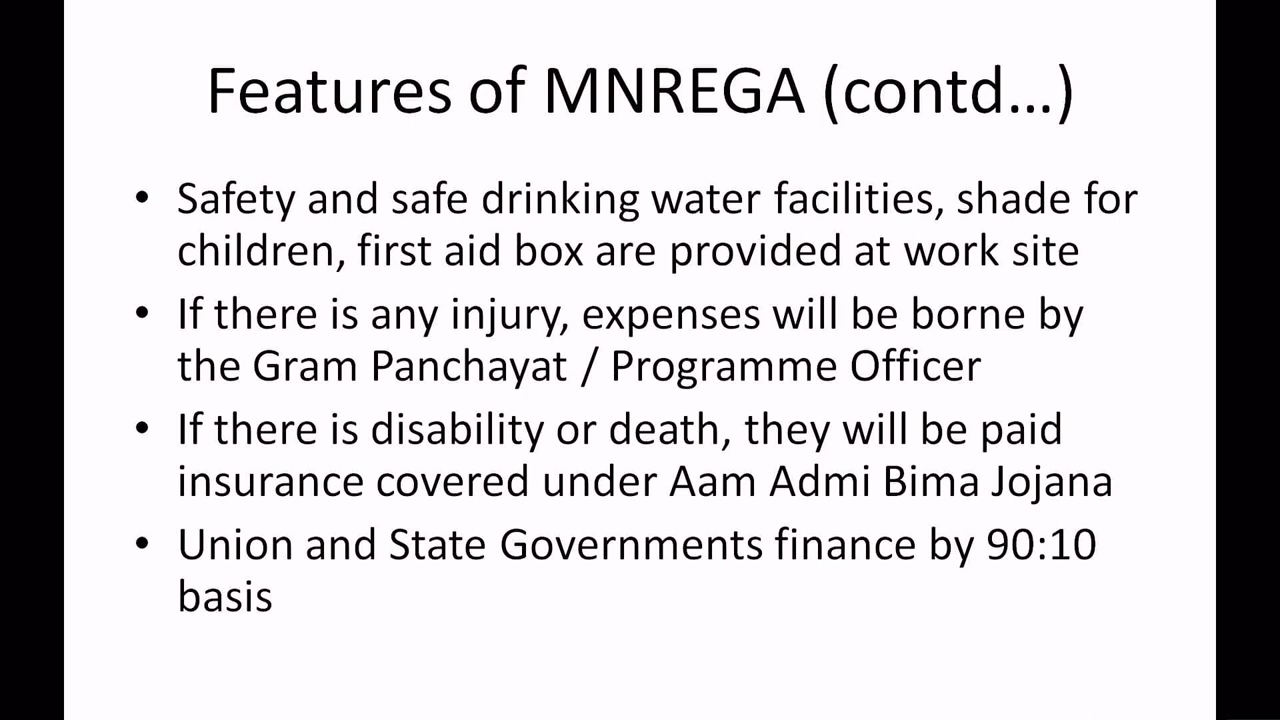 Features of MNREGA (contd...)
• Safety and safe drinking water facilities, shade for
children, first aid box are provided at work site
• If there is any injury, expenses will be borne by
the Gram Panchayat / Programme Officer
• If there is disability or death, they will be paid
insurance covered under Aam Admi Bima Jojana
• Union and State Governments finance by 90:10
basis